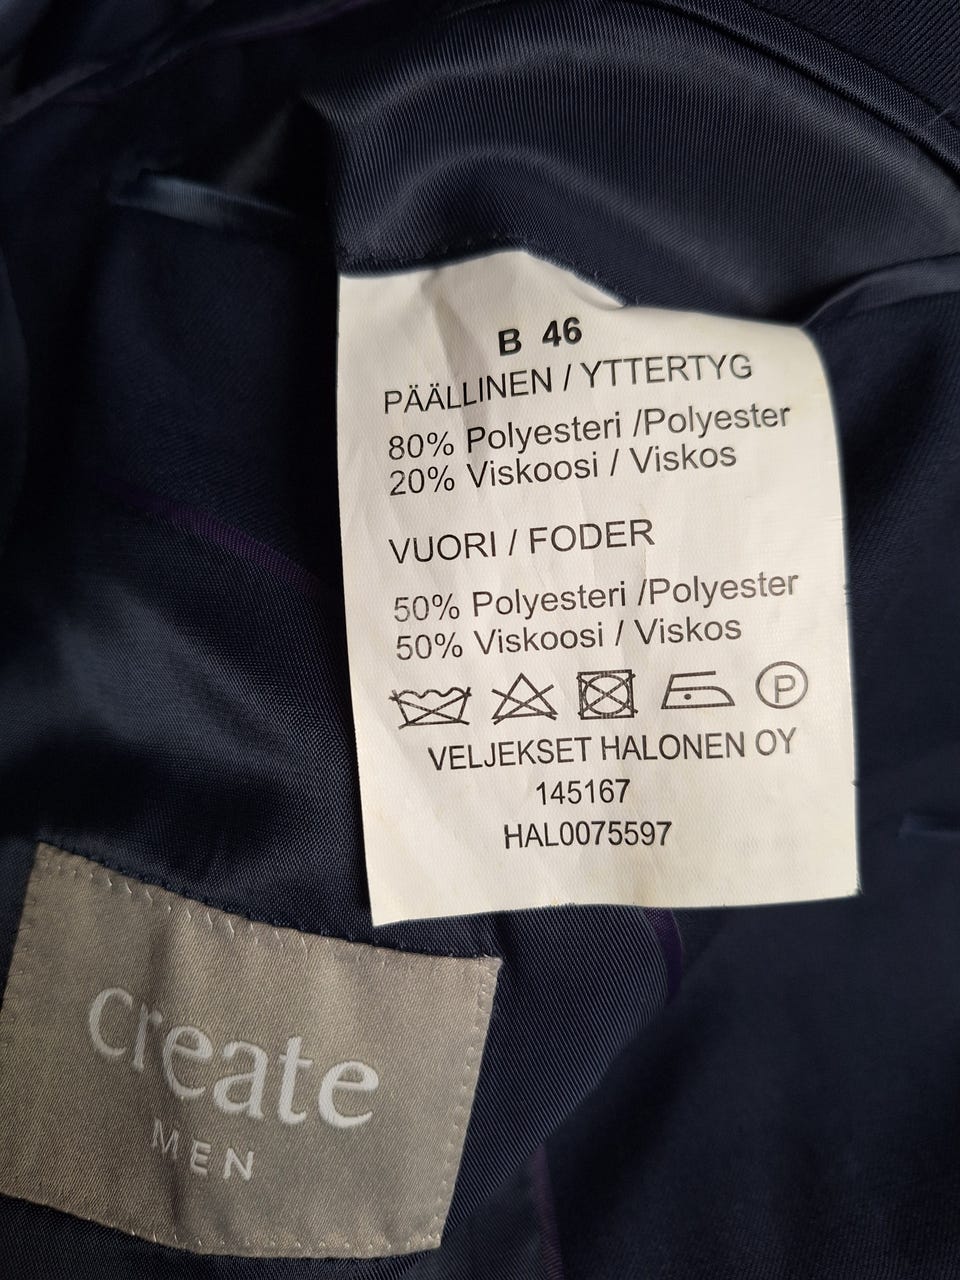 B 46
PÄÄLLINEN / YTTERTYG
80% Polyesteri /Polyester
20% Viskoosi / Viskos
VUORI / FODER
50% Polyesteri /Polyester
50% Viskoosi / Viskos
P
VELJEKSET HALONEN OY
145167
HAL0075597
create
MEN